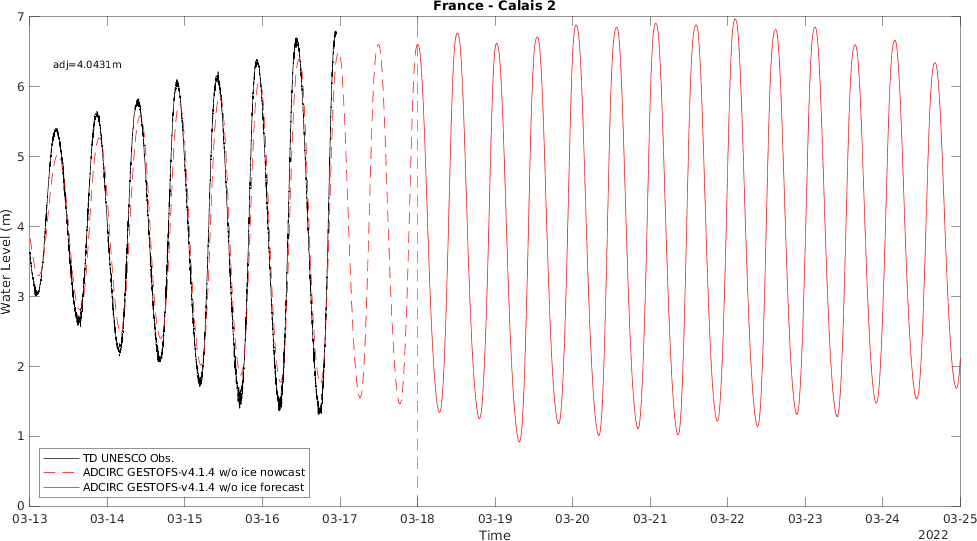 France - Calais 2
adj=4.0431m
Water Level (m)
7
6
5
4
3
2
1
0
TD UNESCO Obs.
ADCIRC GESTOFS-v4.1.4 w/o ice nowcast
ADCIRC GESTOFS-v4.1.4 w/o ice forecast
03-13 03-14 03-15 03-16 03-17 03-18 03-19 03-20 03-21 03-22 03-23 03-24 03-25
Time
2022